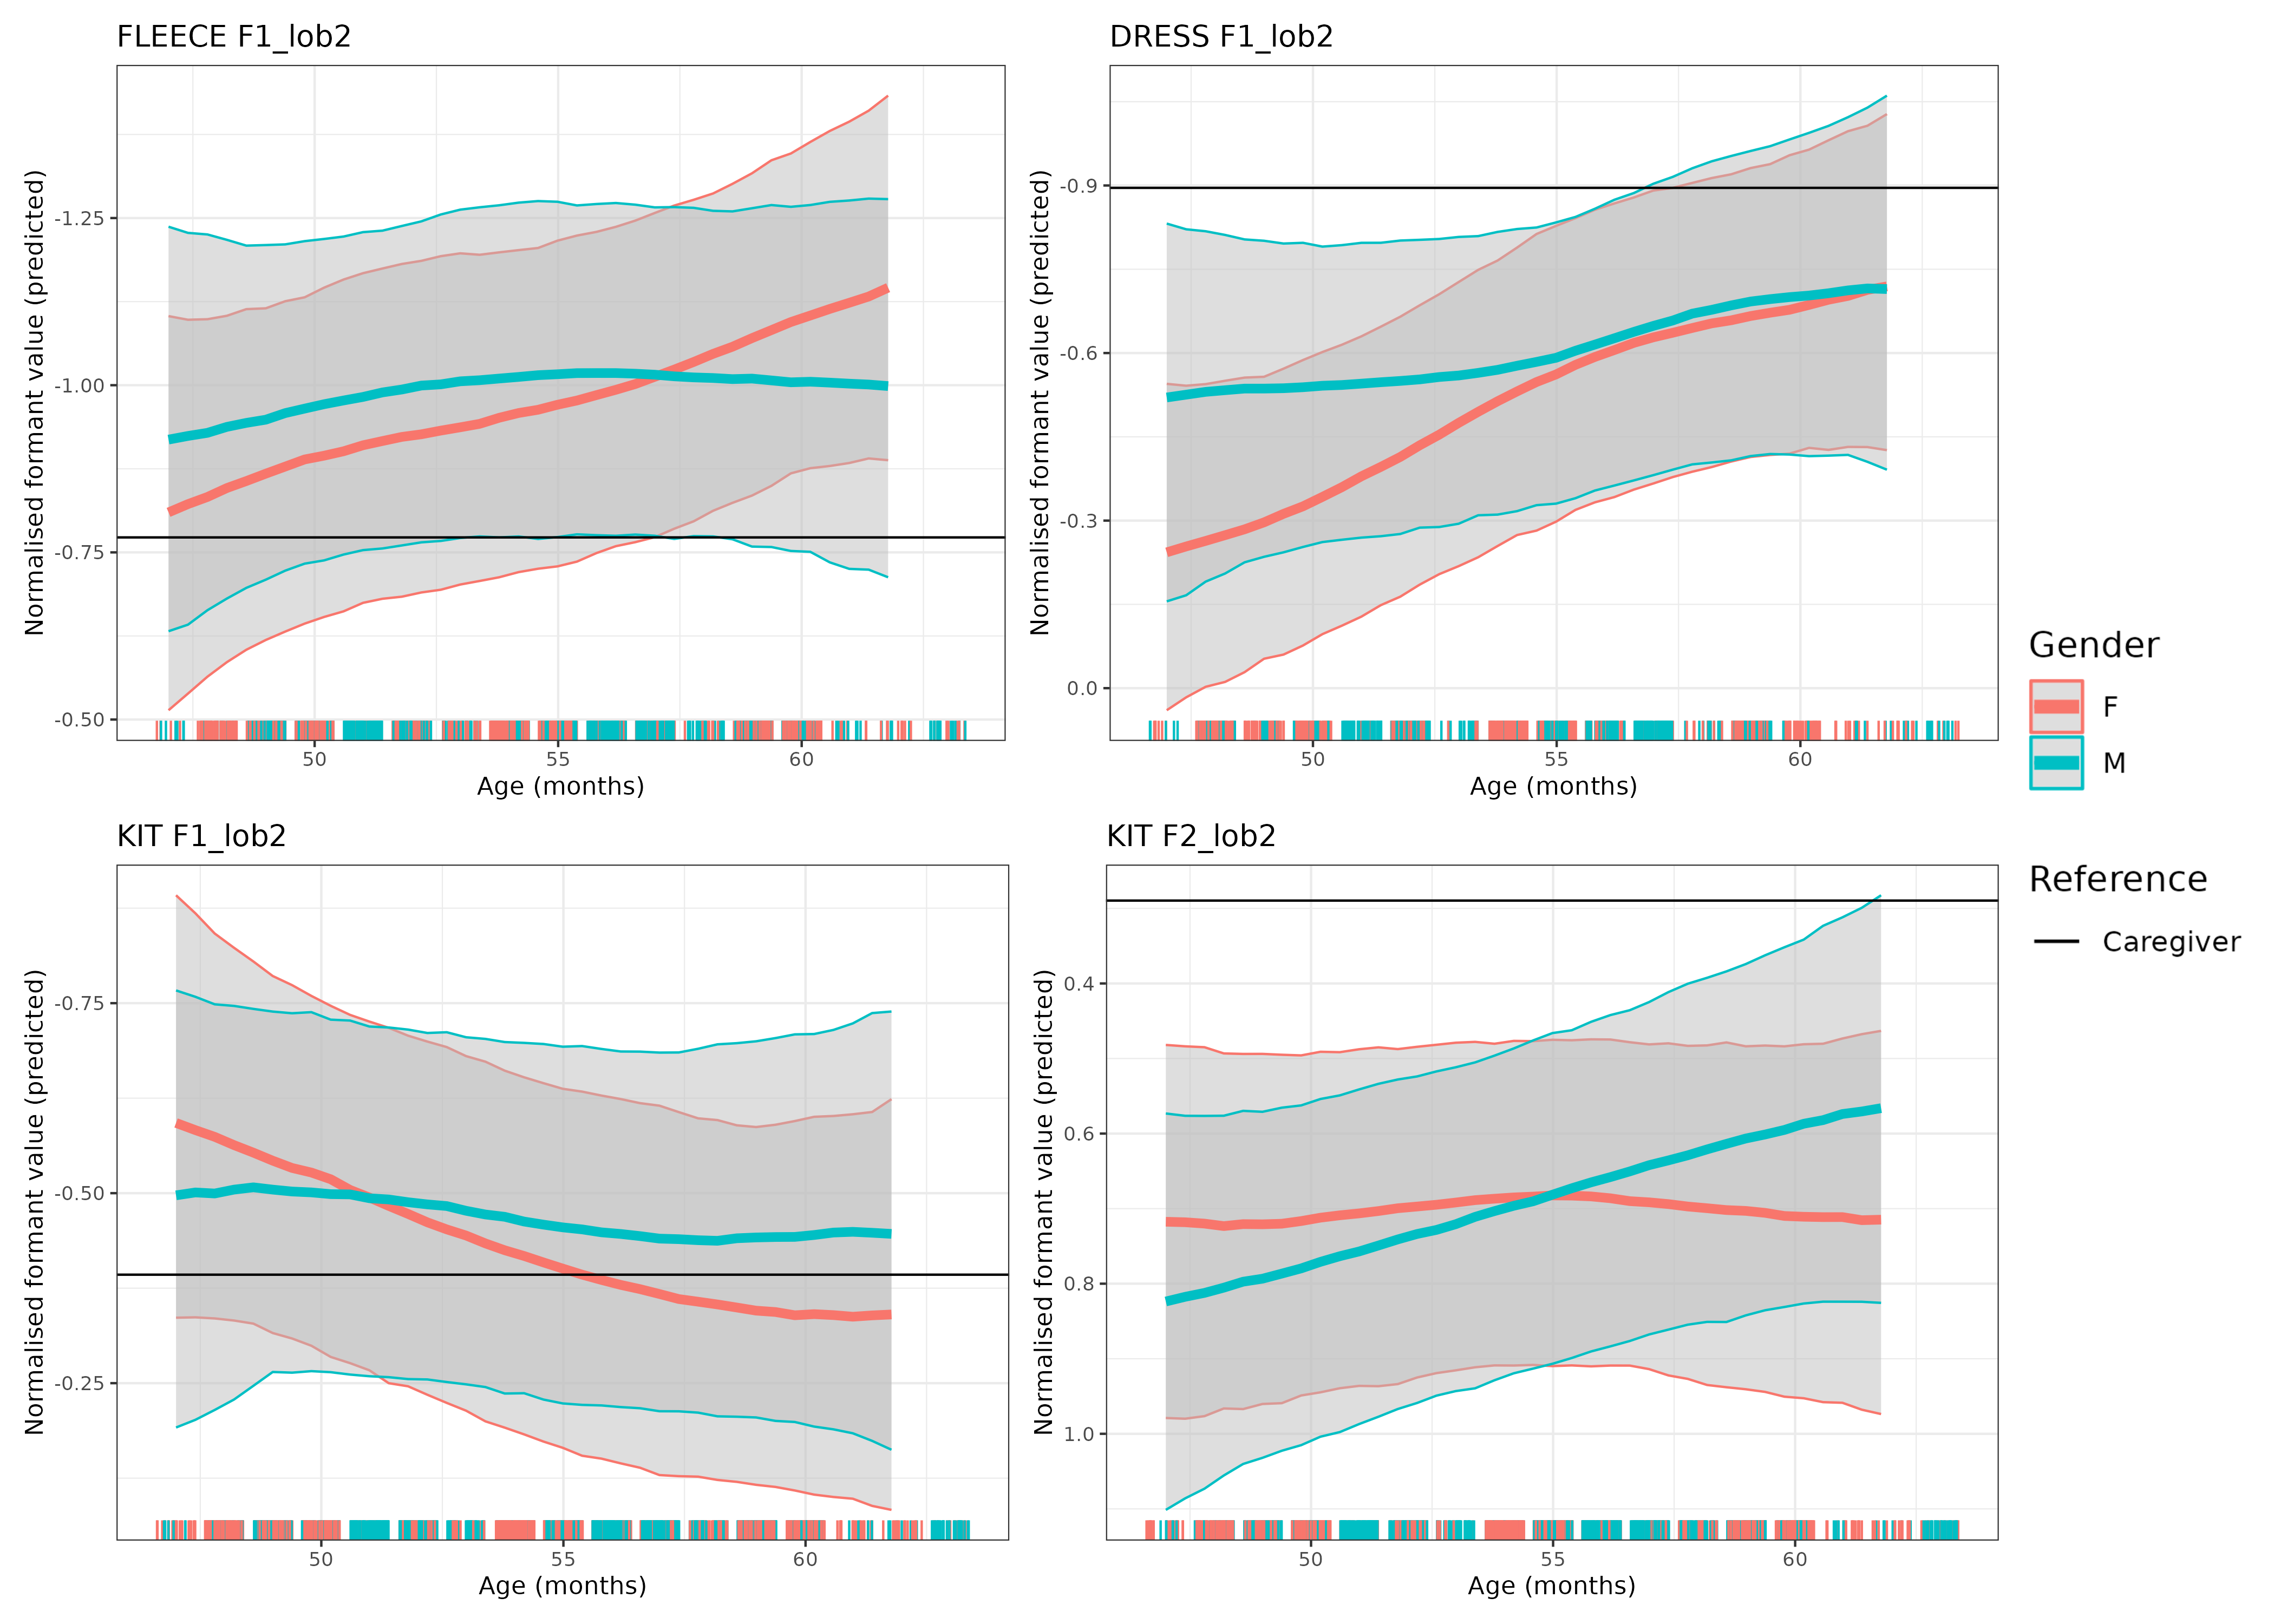 FLEECE F1_lob2
Normalised formant value (predicted)
-1.25
-1.00
-0.75
-0.50
50
55
60
Age (months)
DRESS F1_lob2
Normalised formant value (predicted)
-0.9
-0.6
-0.3
0.0
50
55
60
Age (months)
KIT F1_lob2
Normalised formant value (predicted)
-0.75
-0.50
-0.25
50
55
60
Age (months)
KIT F2_lob2
Normalised formant value (predicted)
0.4
0.6
0.8
1.0
50
55
60
Age (months)
Gender
F
M
Reference
Caregiver